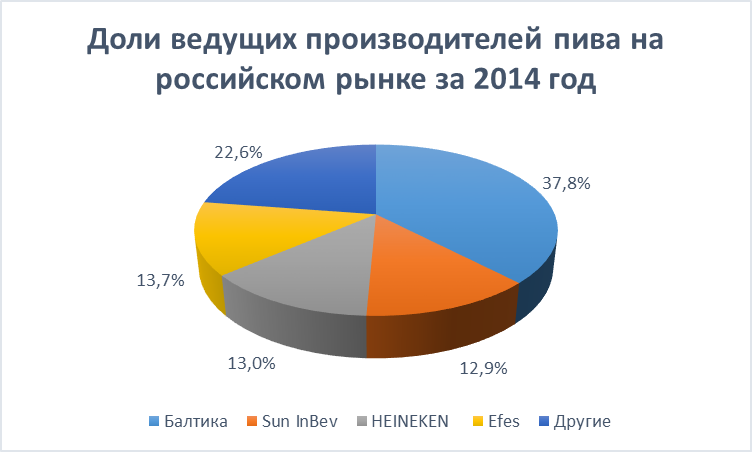 Доли ведущих производителей пива на
российском рынке за 2014 год
22,6%
37,8%
13,7%
13,0%
12,9%
Балтика Sun InBev HEINEKEN Efes Другие